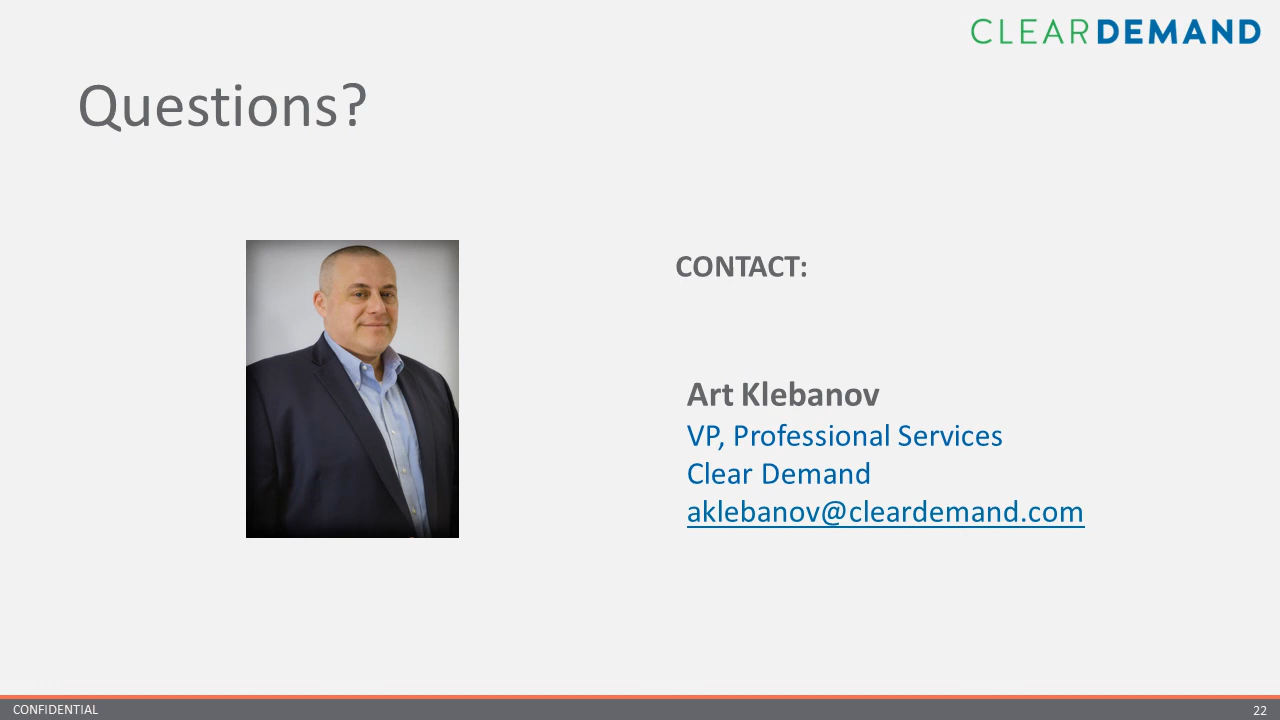 CLEARDEMAND
Questions?
CONTACT:
Art Klebanov
VP, Professional Services
Clear Demand
aklebanov@cleardemand.com
CONFIDENTIAL
22